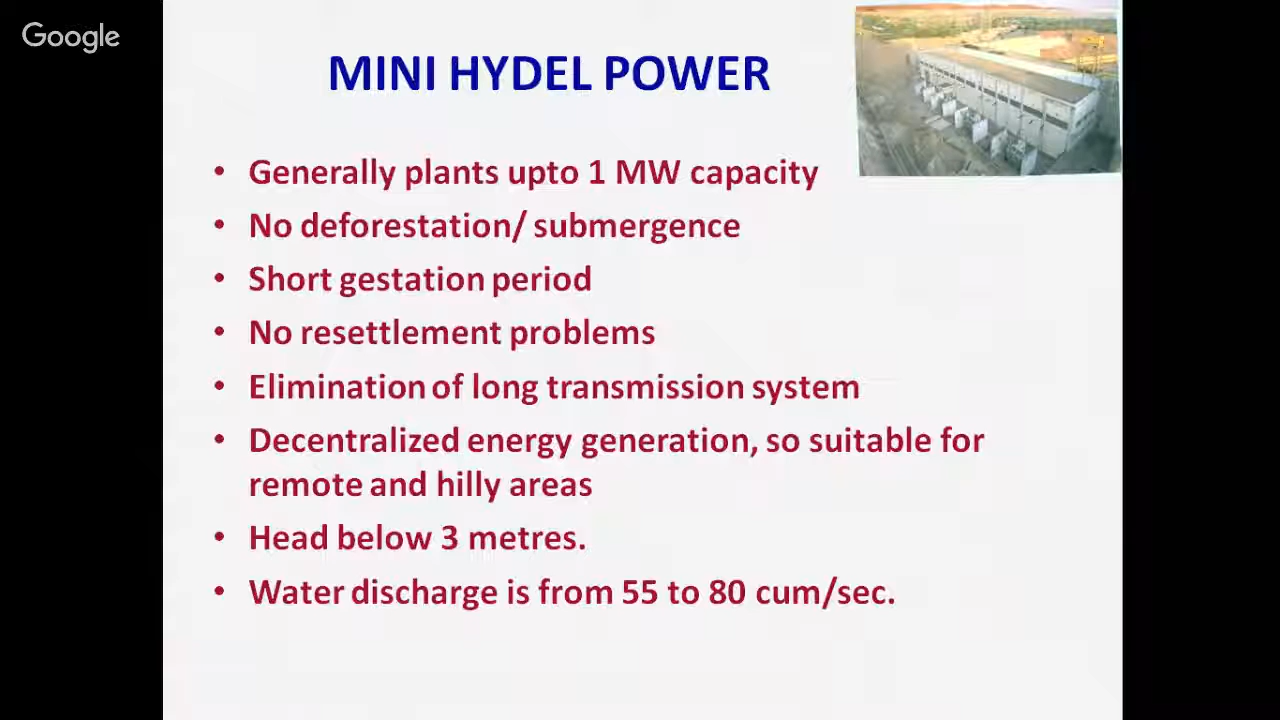 Google
MINI HYDEL POWER
• Generally plants upto 1 MW capacity
• No deforestation/ submergence
• Short gestation period
• No resettlement problems
• Elimination of long transmission system
• Decentralized energy generation, so suitable for
remote and hilly areas
• Head below 3 metres.
• Water discharge is from 55 to 80 cum/sec.